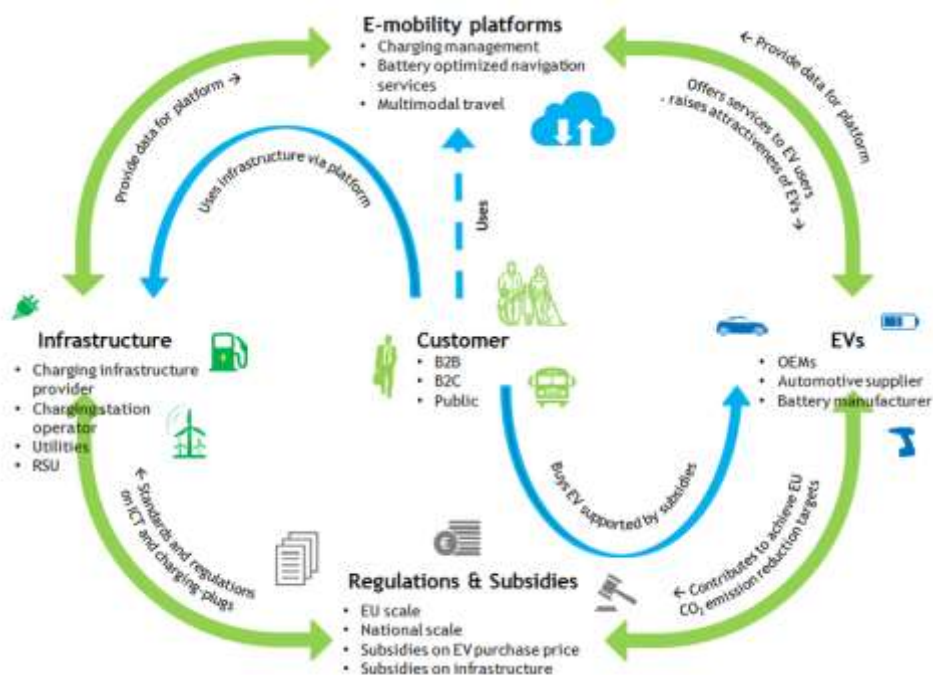 E-mobility platforms
• Charging management
• Battery optimized navigation
services
• Multimodal travel
Provide data for platform →
Uses infrastructure via platform
Uses
← Provide data for platform
Offers services to EV users
- raises attractiveness of EVs →
Infrastructure
• Charging infrastructure
provider
• Charging station
operator
• Utilities
• RSU
Customer
• B2B
• B2C
• Public
EVs
• OEMs
• Automotive supplier
• Battery manufacturer
← Standards and regulations
on ICT and charging-plugs
Buys EV supported by subsidies
← Contributes to achieve EU
CO₂ emission reduction targets
€
Regulations & Subsidies
• EU scale
• National scale
• Subsidies on EV purchase price
• Subsidies on infrastructure